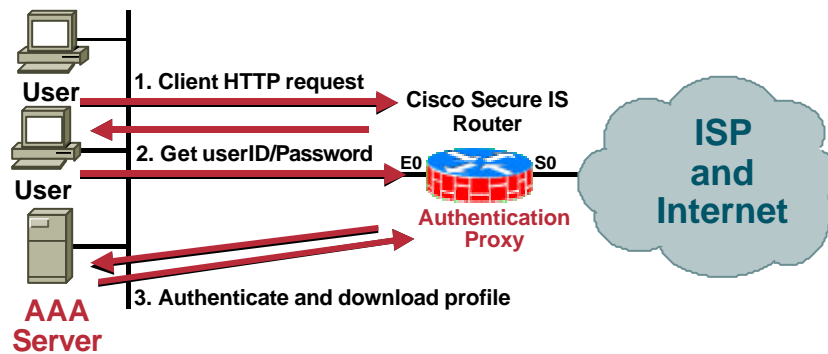 User
1. Client HTTP request
Cisco Secure IS
Router
2. Get userID/Password
E0
S0
User
Authentication
Proxy
ISP
and
Internet
3. Authenticate and download profile
AAA
Server